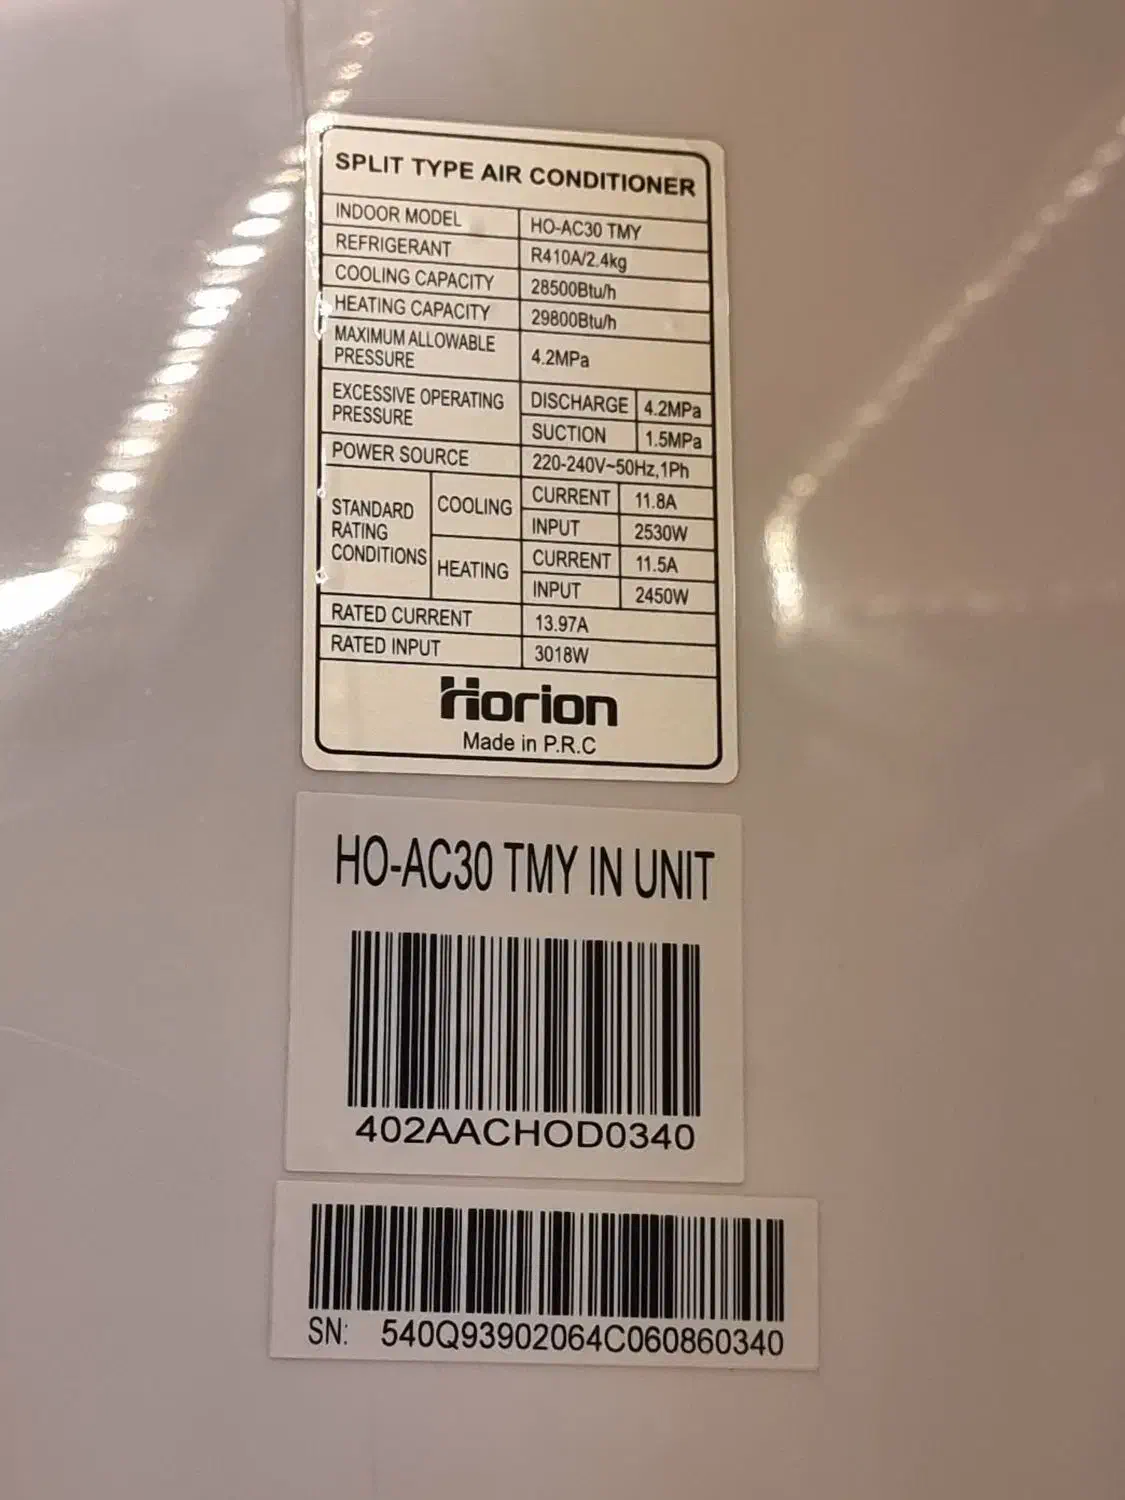 SPLIT TYPE AIR CONDITIONER
INDOOR MODEL HO-AC30 TMY
REFRIGERANT R410A/2.4kg
COOLING CAPACITY 28500Btu/h
HEATING CAPACITY 29800Btu/h
MAXIMUM ALLOWABLE
PRESSURE 4.2MPa
EXCESSIVE OPERATING
PRESSURE
DISCHARGE 4.2MPa
SUCTION 1.5MPa
POWER SOURCE 220-240V~50Hz,1Ph
STANDARD
RATING
CONDITIONS
COOLING
CURRENT 11.8A
INPUT 2530W
HEATING
CURRENT 11.5A
INPUT 2450W
RATED CURRENT 13.97A
RATED INPUT 3018W
Horion
Made in P.R.C
HO-AC30 TMY IN UNIT
402AACHOD0340
SN: 540Q93902064C060860340